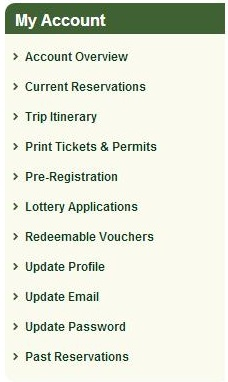 My Account
Account Overview
Current Reservations
Trip Itinerary
Print Tickets & Permits
Pre-Registration
Lottery Applications
Redeemable Vouchers
Update Profile
Update Email
Update Password
Past Reservations